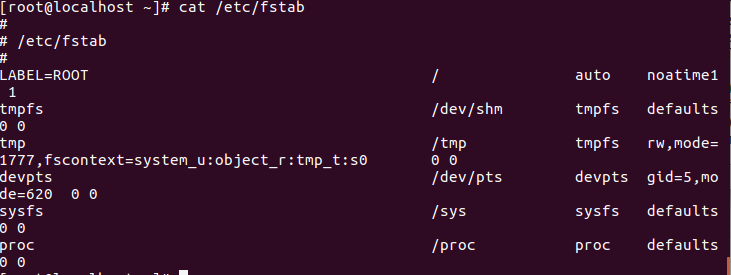 [root@localhost ~]# cat /etc/fstab
#
# /etc/fstab
#
LABEL=ROOT / auto noatime1
1
tmpfs /dev/shm tmpfs defaults
0 0
tmp /tmp tmpfs rw,mode=
1777,fscontext=system_u:object_r:tmp_t:s0 0 0
devpts /dev/pts devpts gid=5,mo
de=620 0 0
sysfs /sys sysfs defaults
0 0
proc /proc proc defaults
0 0
[root@localhost ~]#